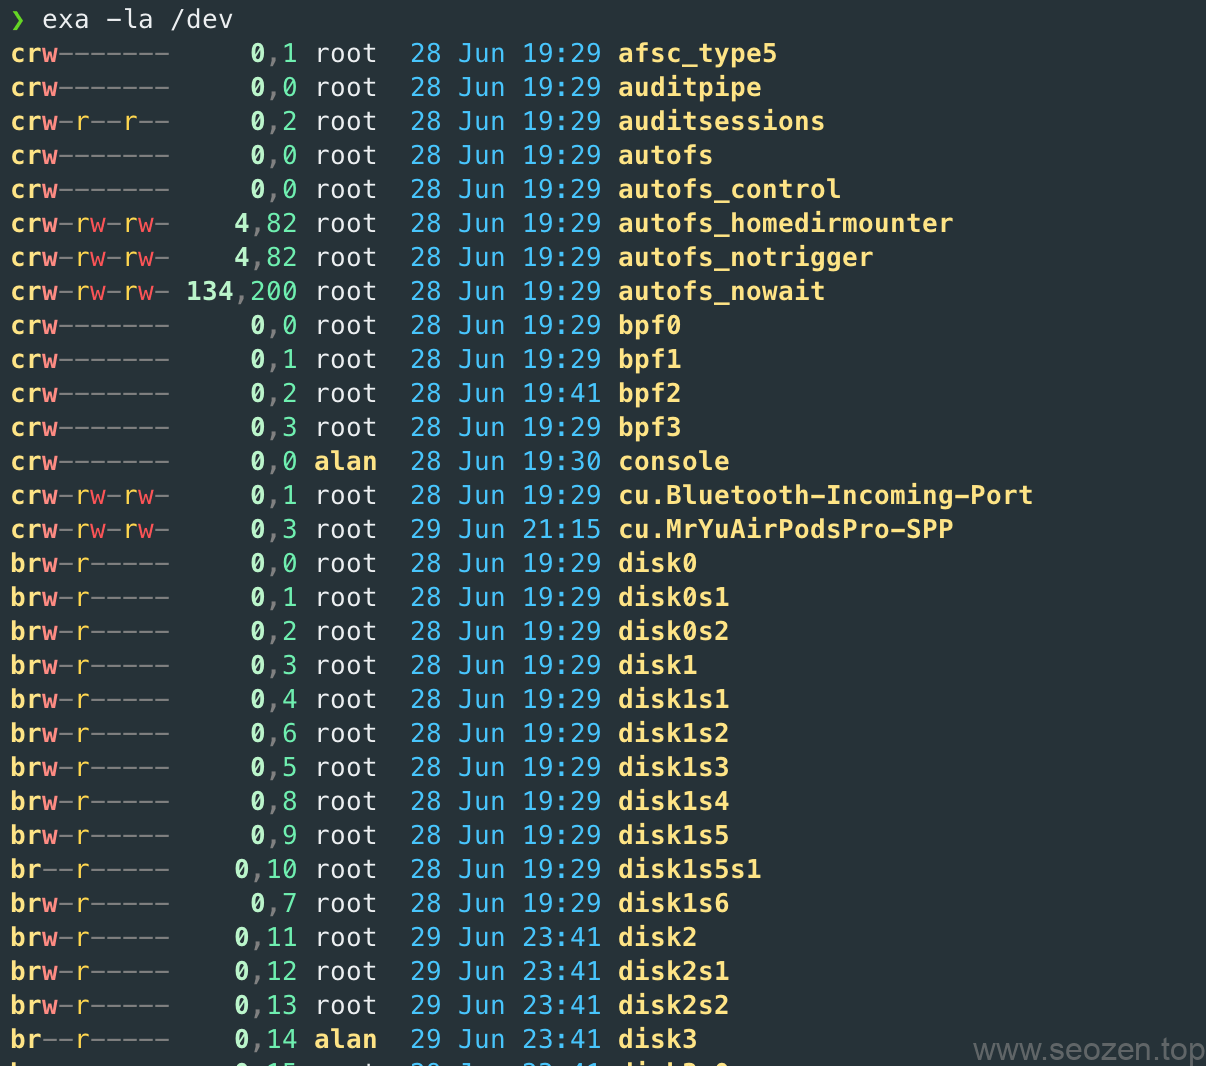 ❯ exa -la /dev
crw------- 0,1 root 28 Jun 19:29 afsc_type5
crw------- 0,0 root 28 Jun 19:29 auditpipe
crw-r--r-- 0,2 root 28 Jun 19:29 auditsessions
crw------- 0,0 root 28 Jun 19:29 autofs
crw------- 0,0 root 28 Jun 19:29 autofs_control
crw-rw-rw- 4,82 root 28 Jun 19:29 autofs_homedirmounter
crw-rw-rw- 4,82 root 28 Jun 19:29 autofs_notrigger
crw-rw-rw- 134,200 root 28 Jun 19:29 autofs_nowait
crw------- 0,0 root 28 Jun 19:29 bpf0
crw------- 0,1 root 28 Jun 19:29 bpf1
crw------- 0,2 root 28 Jun 19:41 bpf2
crw------- 0,3 root 28 Jun 19:29 bpf3
crw------- 0,0 alan 28 Jun 19:30 console
crw-rw-rw- 0,1 root 28 Jun 19:29 cu.Bluetooth-Incoming-Port
crw-rw-rw- 0,3 root 29 Jun 21:15 cu.MrYuAirPodsPro-SPP
brw-r----- 0,0 root 28 Jun 19:29 disk0
brw-r----- 0,1 root 28 Jun 19:29 disk0s1
brw-r----- 0,2 root 28 Jun 19:29 disk0s2
brw-r----- 0,3 root 28 Jun 19:29 disk1
brw-r----- 0,4 root 28 Jun 19:29 disk1s1
brw-r----- 0,6 root 28 Jun 19:29 disk1s2
brw-r----- 0,5 root 28 Jun 19:29 disk1s3
brw-r----- 0,8 root 28 Jun 19:29 disk1s4
brw-r----- 0,9 root 28 Jun 19:29 disk1s5
br--r----- 0,10 root 28 Jun 19:29 disk1s5s1
brw-r----- 0,7 root 28 Jun 19:29 disk1s6
brw-r----- 0,11 root 29 Jun 23:41 disk2
brw-r----- 0,12 root 29 Jun 23:41 disk2s1
brw-r----- 0,13 root 29 Jun 23:41 disk2s2
br--r----- 0,14 alan 29 Jun 23:41 disk3
www.seozen.top